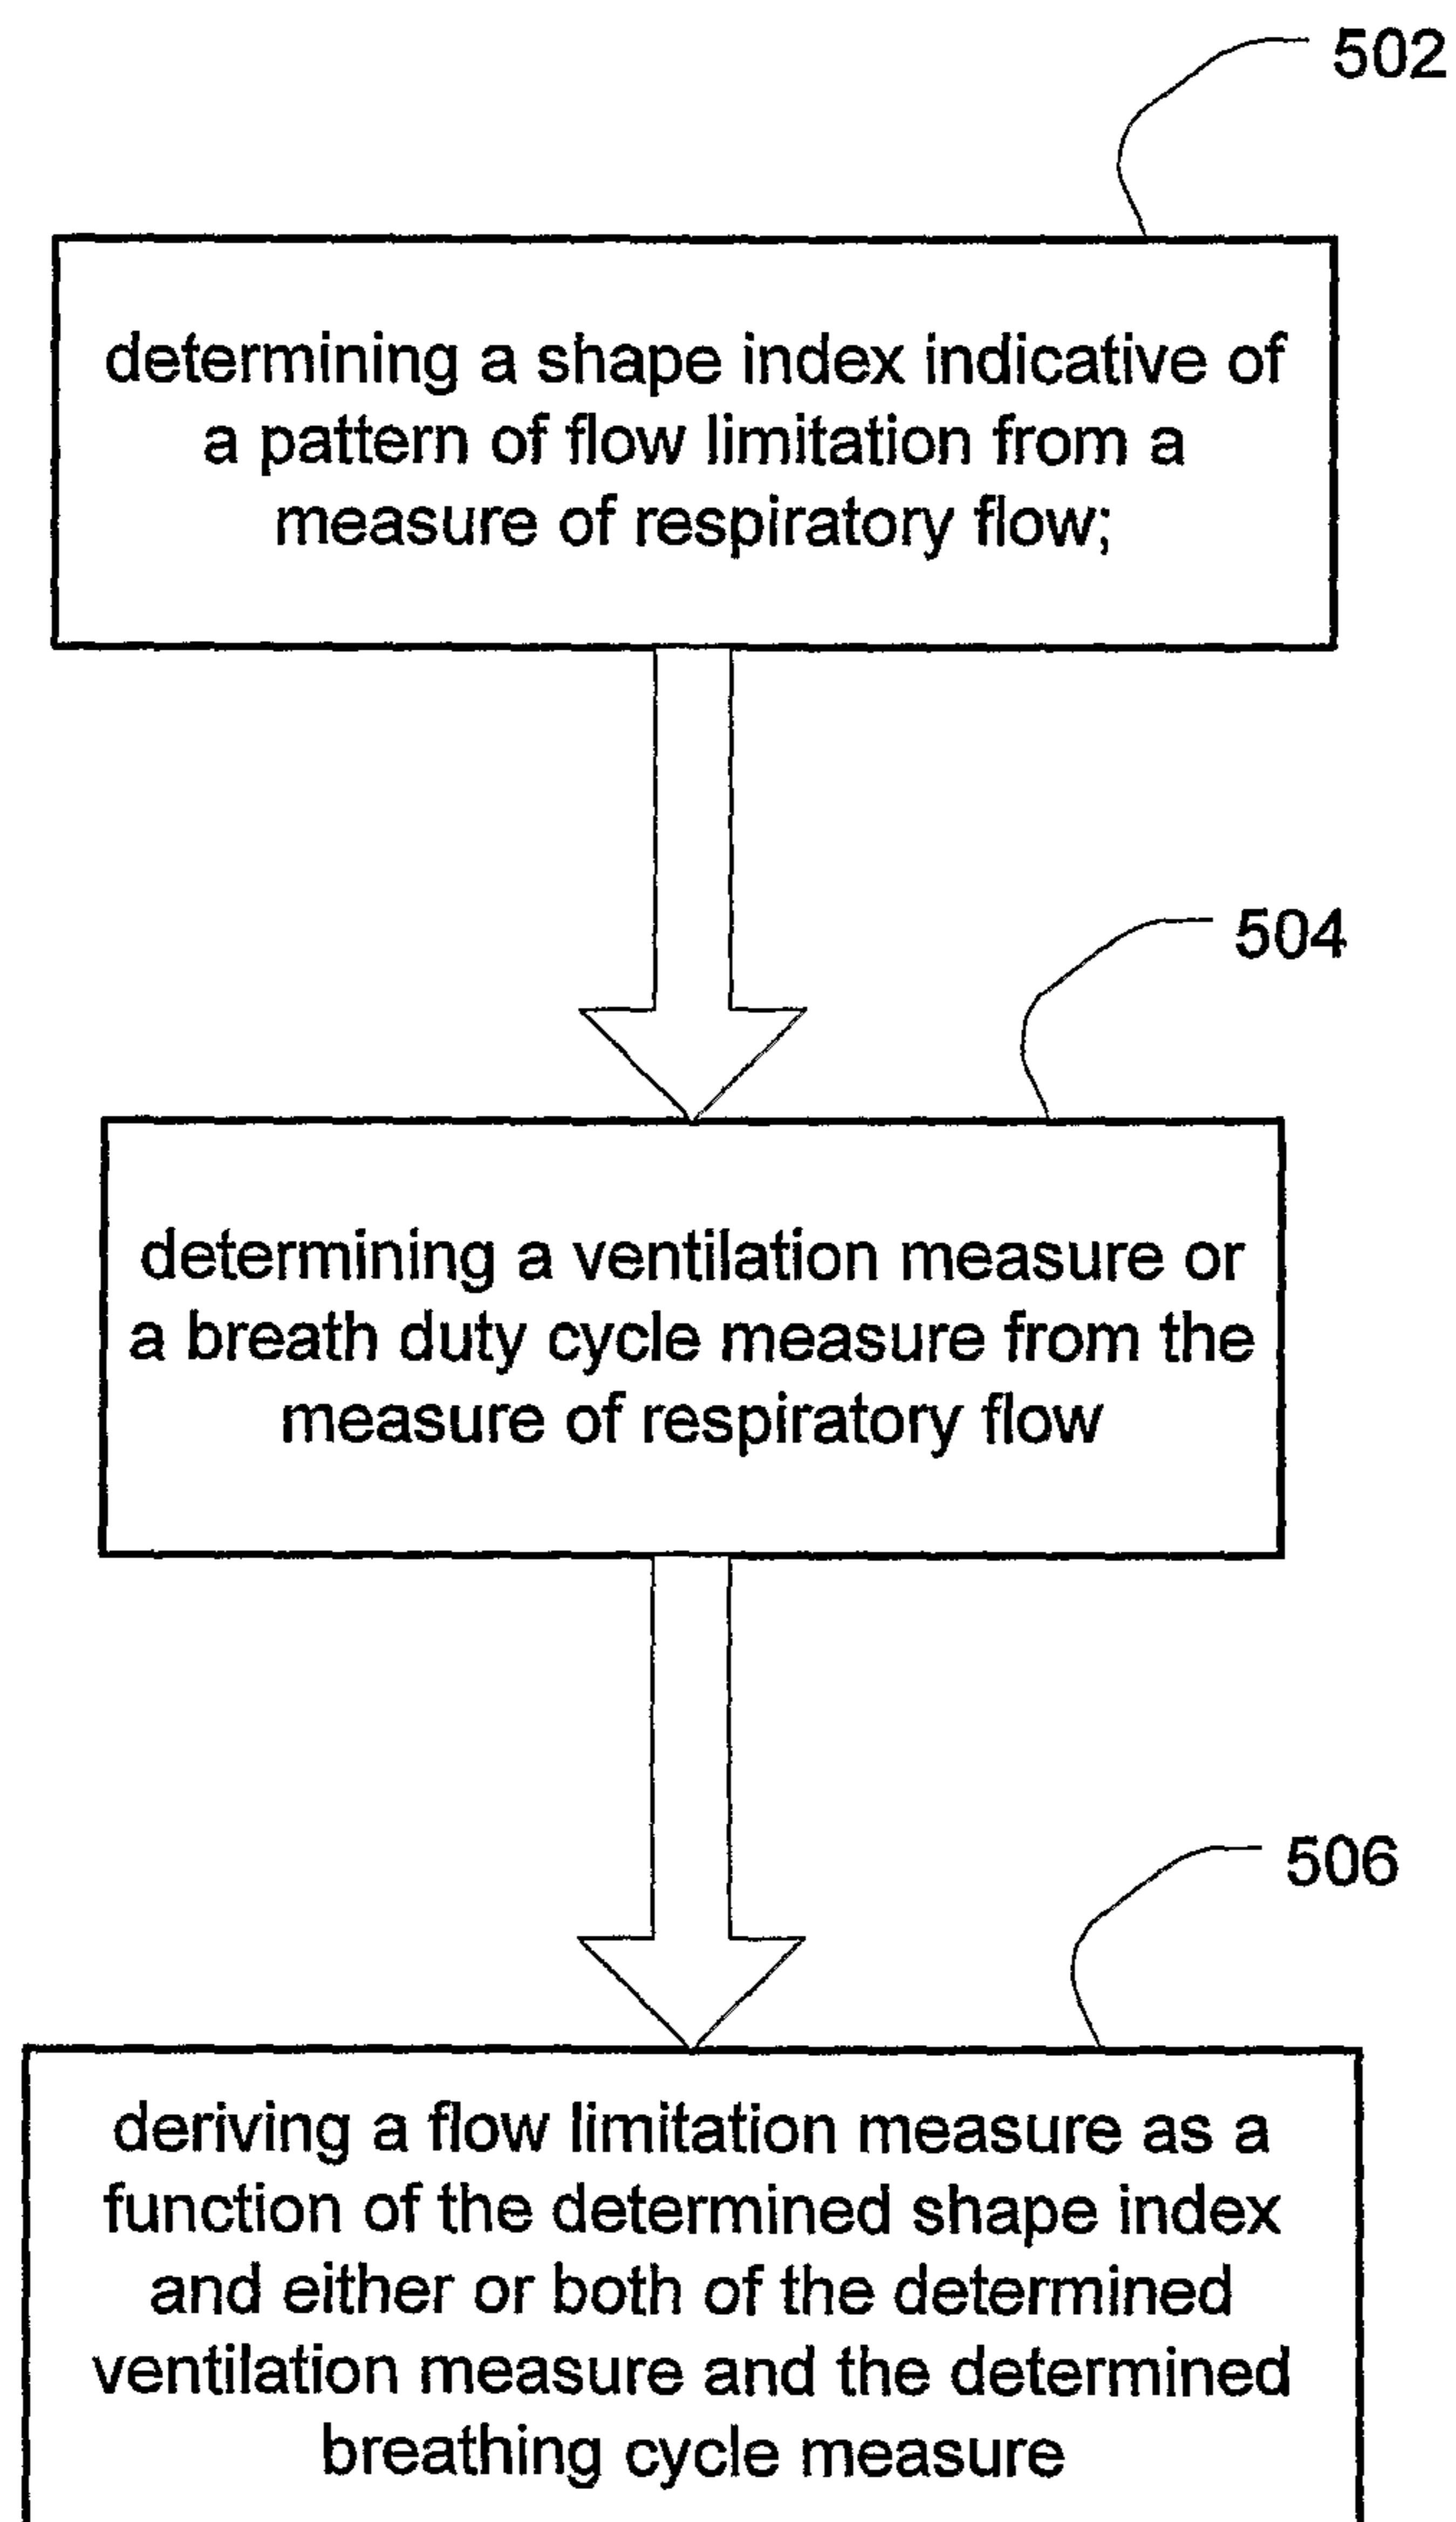 502
determining a shape index indicative of
a pattern of flow limitation from a
measure of respiratory flow;
504
determining a ventilation measure or
a breath duty cycle measure from the
measure of respiratory flow
506
deriving a flow limitation measure as a
function of the determined shape index
and either or both of the determined
ventilation measure and the determined
breathing cycle measure